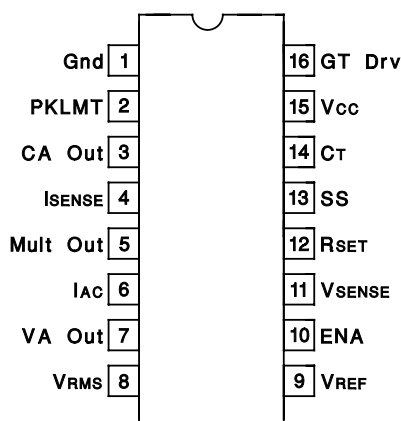 Gnd 1 16 GT Drv
PKLMT 2 15 VCC
CA Out 3 14 CT
ISENSE 4 13 SS
Mult Out 5 12 RSET
IAC 6 11 VSENSE
VA Out 7 10 ENA
VRMS 8 9 VREF